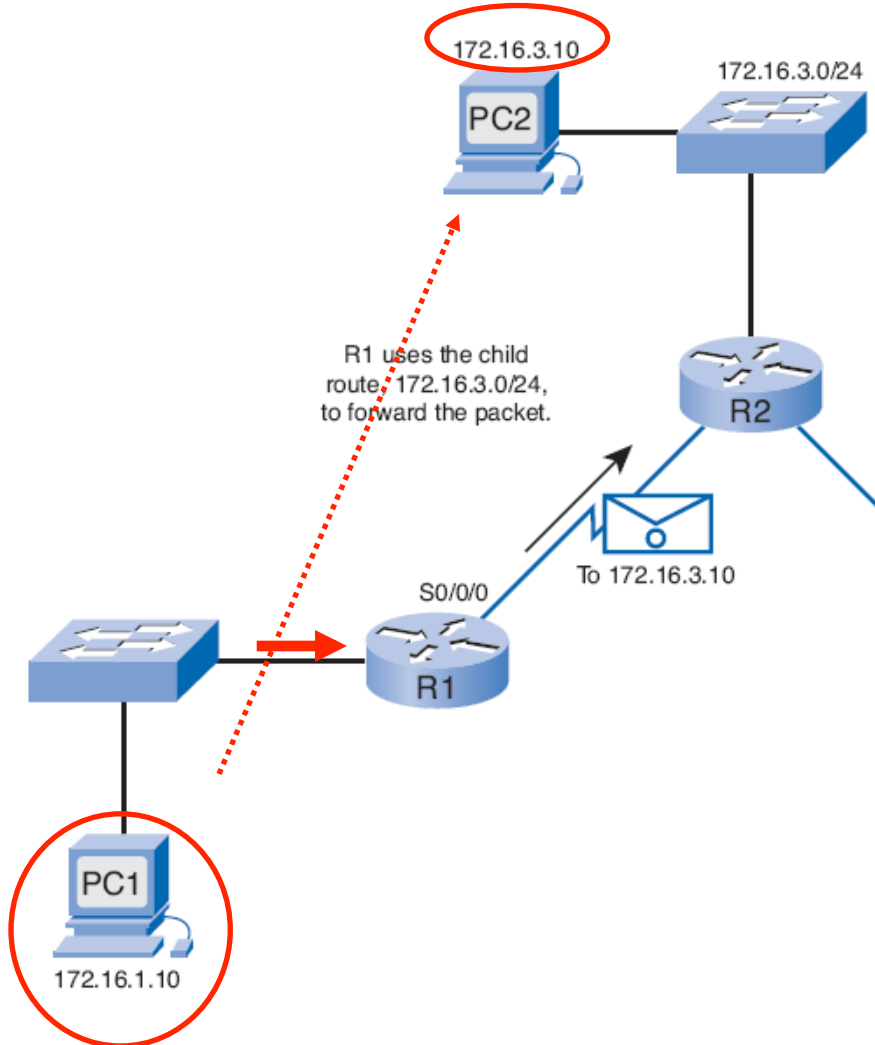 172.16.3.10
172.16.3.0/24
PC2
R1 uses the child
route, 172.16.3.0/24,
to forward the packet.
R2
To 172.16.3.10
S0/0/0
R1
PC1
172.16.1.10